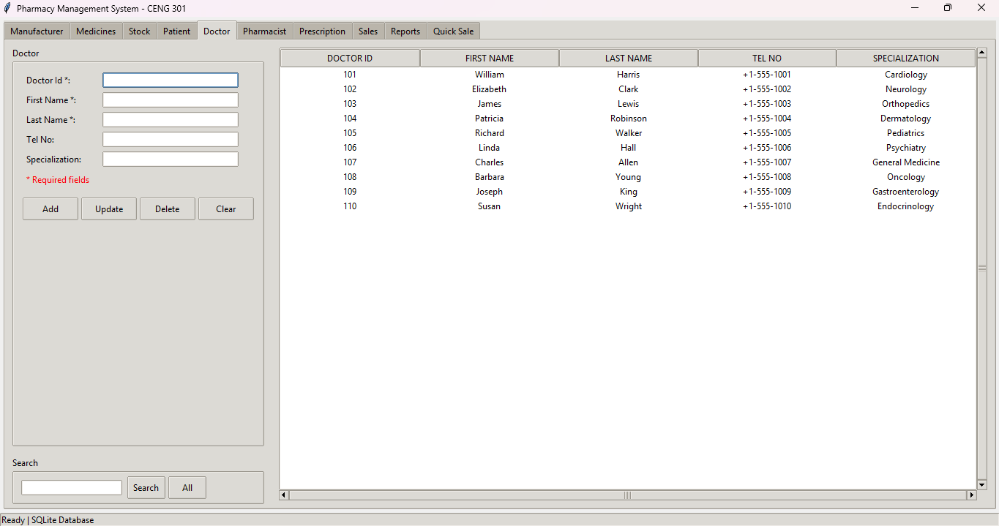 Pharmacy Management System - CENG 301
Manufacturer Medicines Stock Patient Doctor Pharmacist Prescription Sales Reports Quick Sale
Doctor
Doctor Id *:
First Name *:
Last Name *:
Tel No:
Specialization:
* Required fields
Add Update Delete Clear
Search
Search All
DOCTOR ID FIRST NAME LAST NAME TEL NO SPECIALIZATION
101 William Harris +1-555-1001 Cardiology
102 Elizabeth Clark +1-555-1002 Neurology
103 James Lewis +1-555-1003 Orthopedics
104 Patricia Robinson +1-555-1004 Dermatology
105 Richard Walker +1-555-1005 Pediatrics
106 Linda Hall +1-555-1006 Psychiatry
107 Charles Allen +1-555-1007 General Medicine
108 Barbara Young +1-555-1008 Oncology
109 Joseph King +1-555-1009 Gastroenterology
110 Susan Wright +1-555-1010 Endocrinology
Ready | SQLite Database